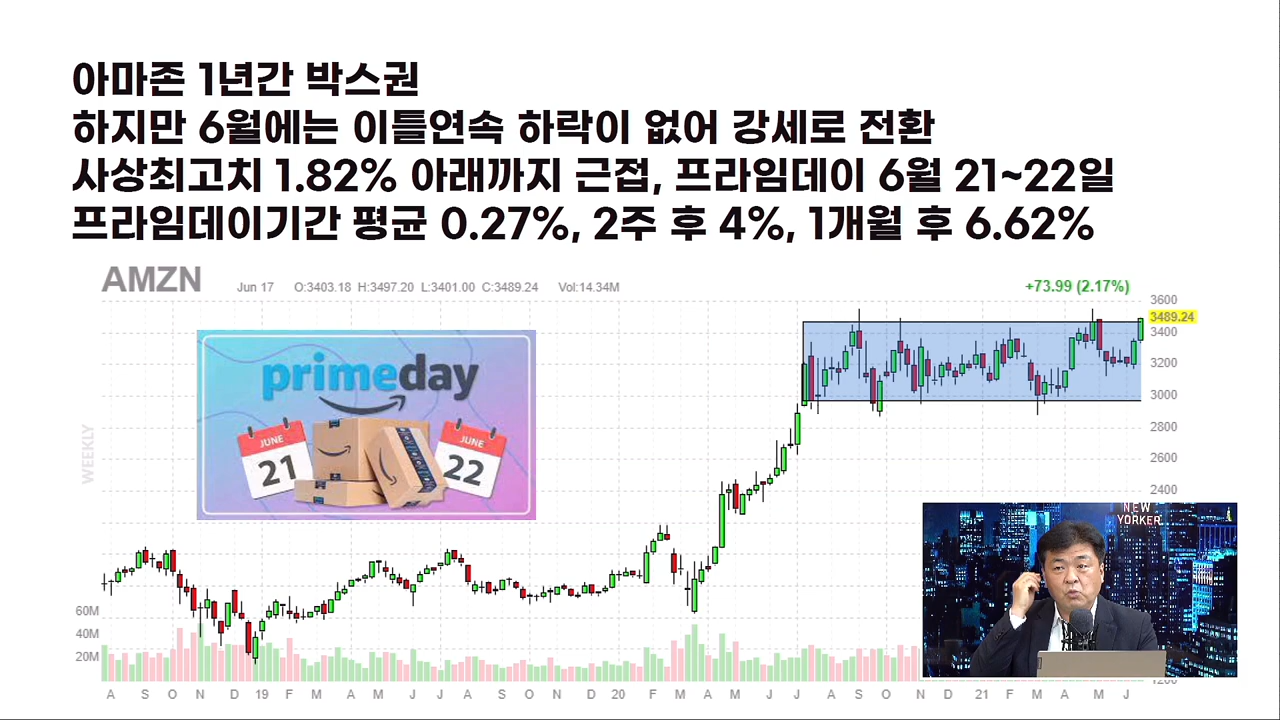 아마존 1년간 박스권
하지만 6월에는 이틀연속 하락이 없어 강세로 전환
사상최고치 1.82% 아래까지 근접, 프라임데이 6월 21~22일
프라임데이기간 평균 0.27%, 2주 후 4%, 1개월 후 6.62%
AMZN Jun 17 O:3403.18 H:3497.20 L:3401.00 C:3489.24 Vol:14.34M +73.99 (2.17%)
3600
3489.24
3400
3200
3000
2800
2600
2400
WEEKLY
primeday
JUNE
21
JUNE
22
NEW
YORKER
60M
40M
20M
1200
A S O N D 19 F M A M J J A S O N D 20 F M A M J J A S O N D 21 F M A M J